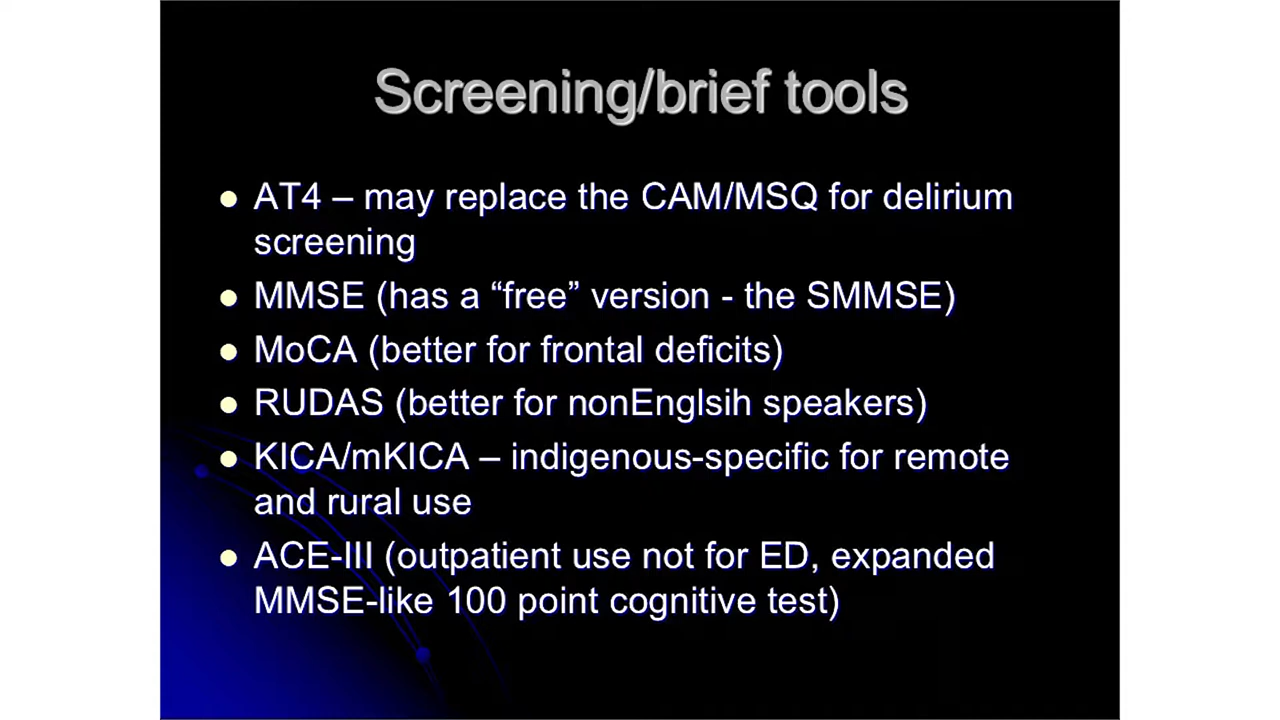 Screening/brief tools
AT4 – may replace the CAM/MSQ for delirium
screening
MMSE (has a “free” version - the SMMSE)
MoCA (better for frontal deficits)
RUDAS (better for nonEnglsih speakers)
KICA/mKICA – indigenous-specific for remote
and rural use
ACE-III (outpatient use not for ED, expanded
MMSE-like 100 point cognitive test)